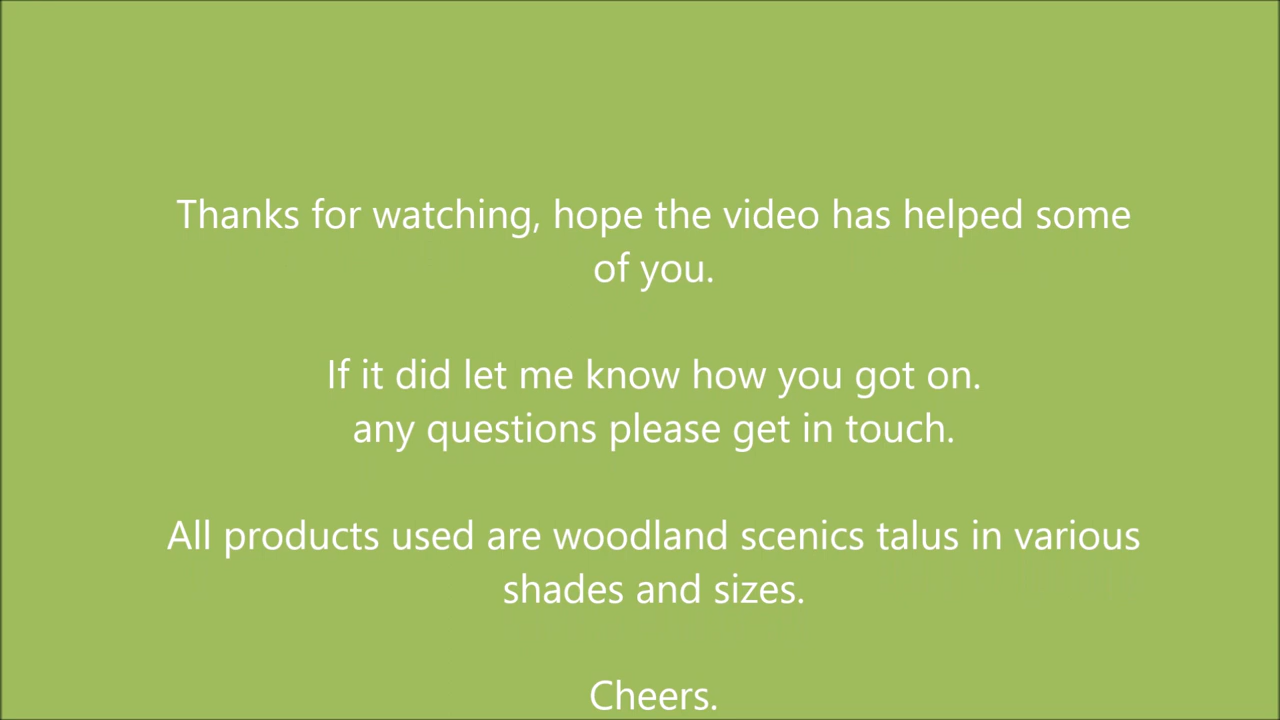 Thanks for watching, hope the video has helped some
of you.
If it did let me know how you got on.
any questions please get in touch.
All products used are woodland scenics talus in various
shades and sizes.
Cheers.